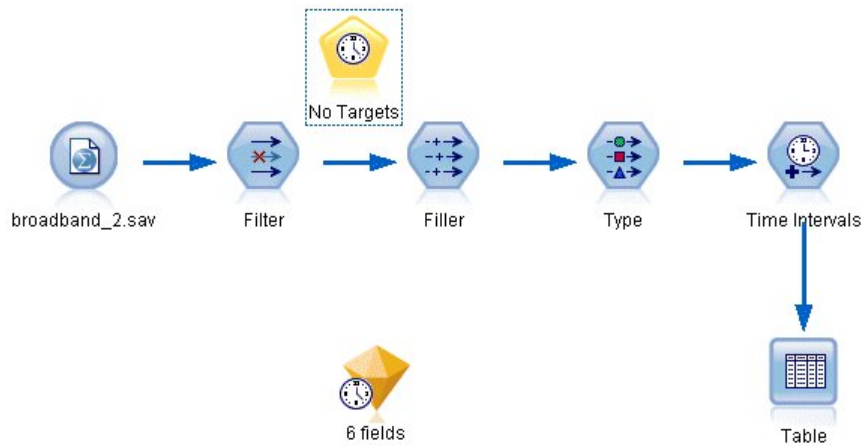 No Targets
broadband_2.sav
Filter
Filler
Type
Time Intervals
6 fields
Table